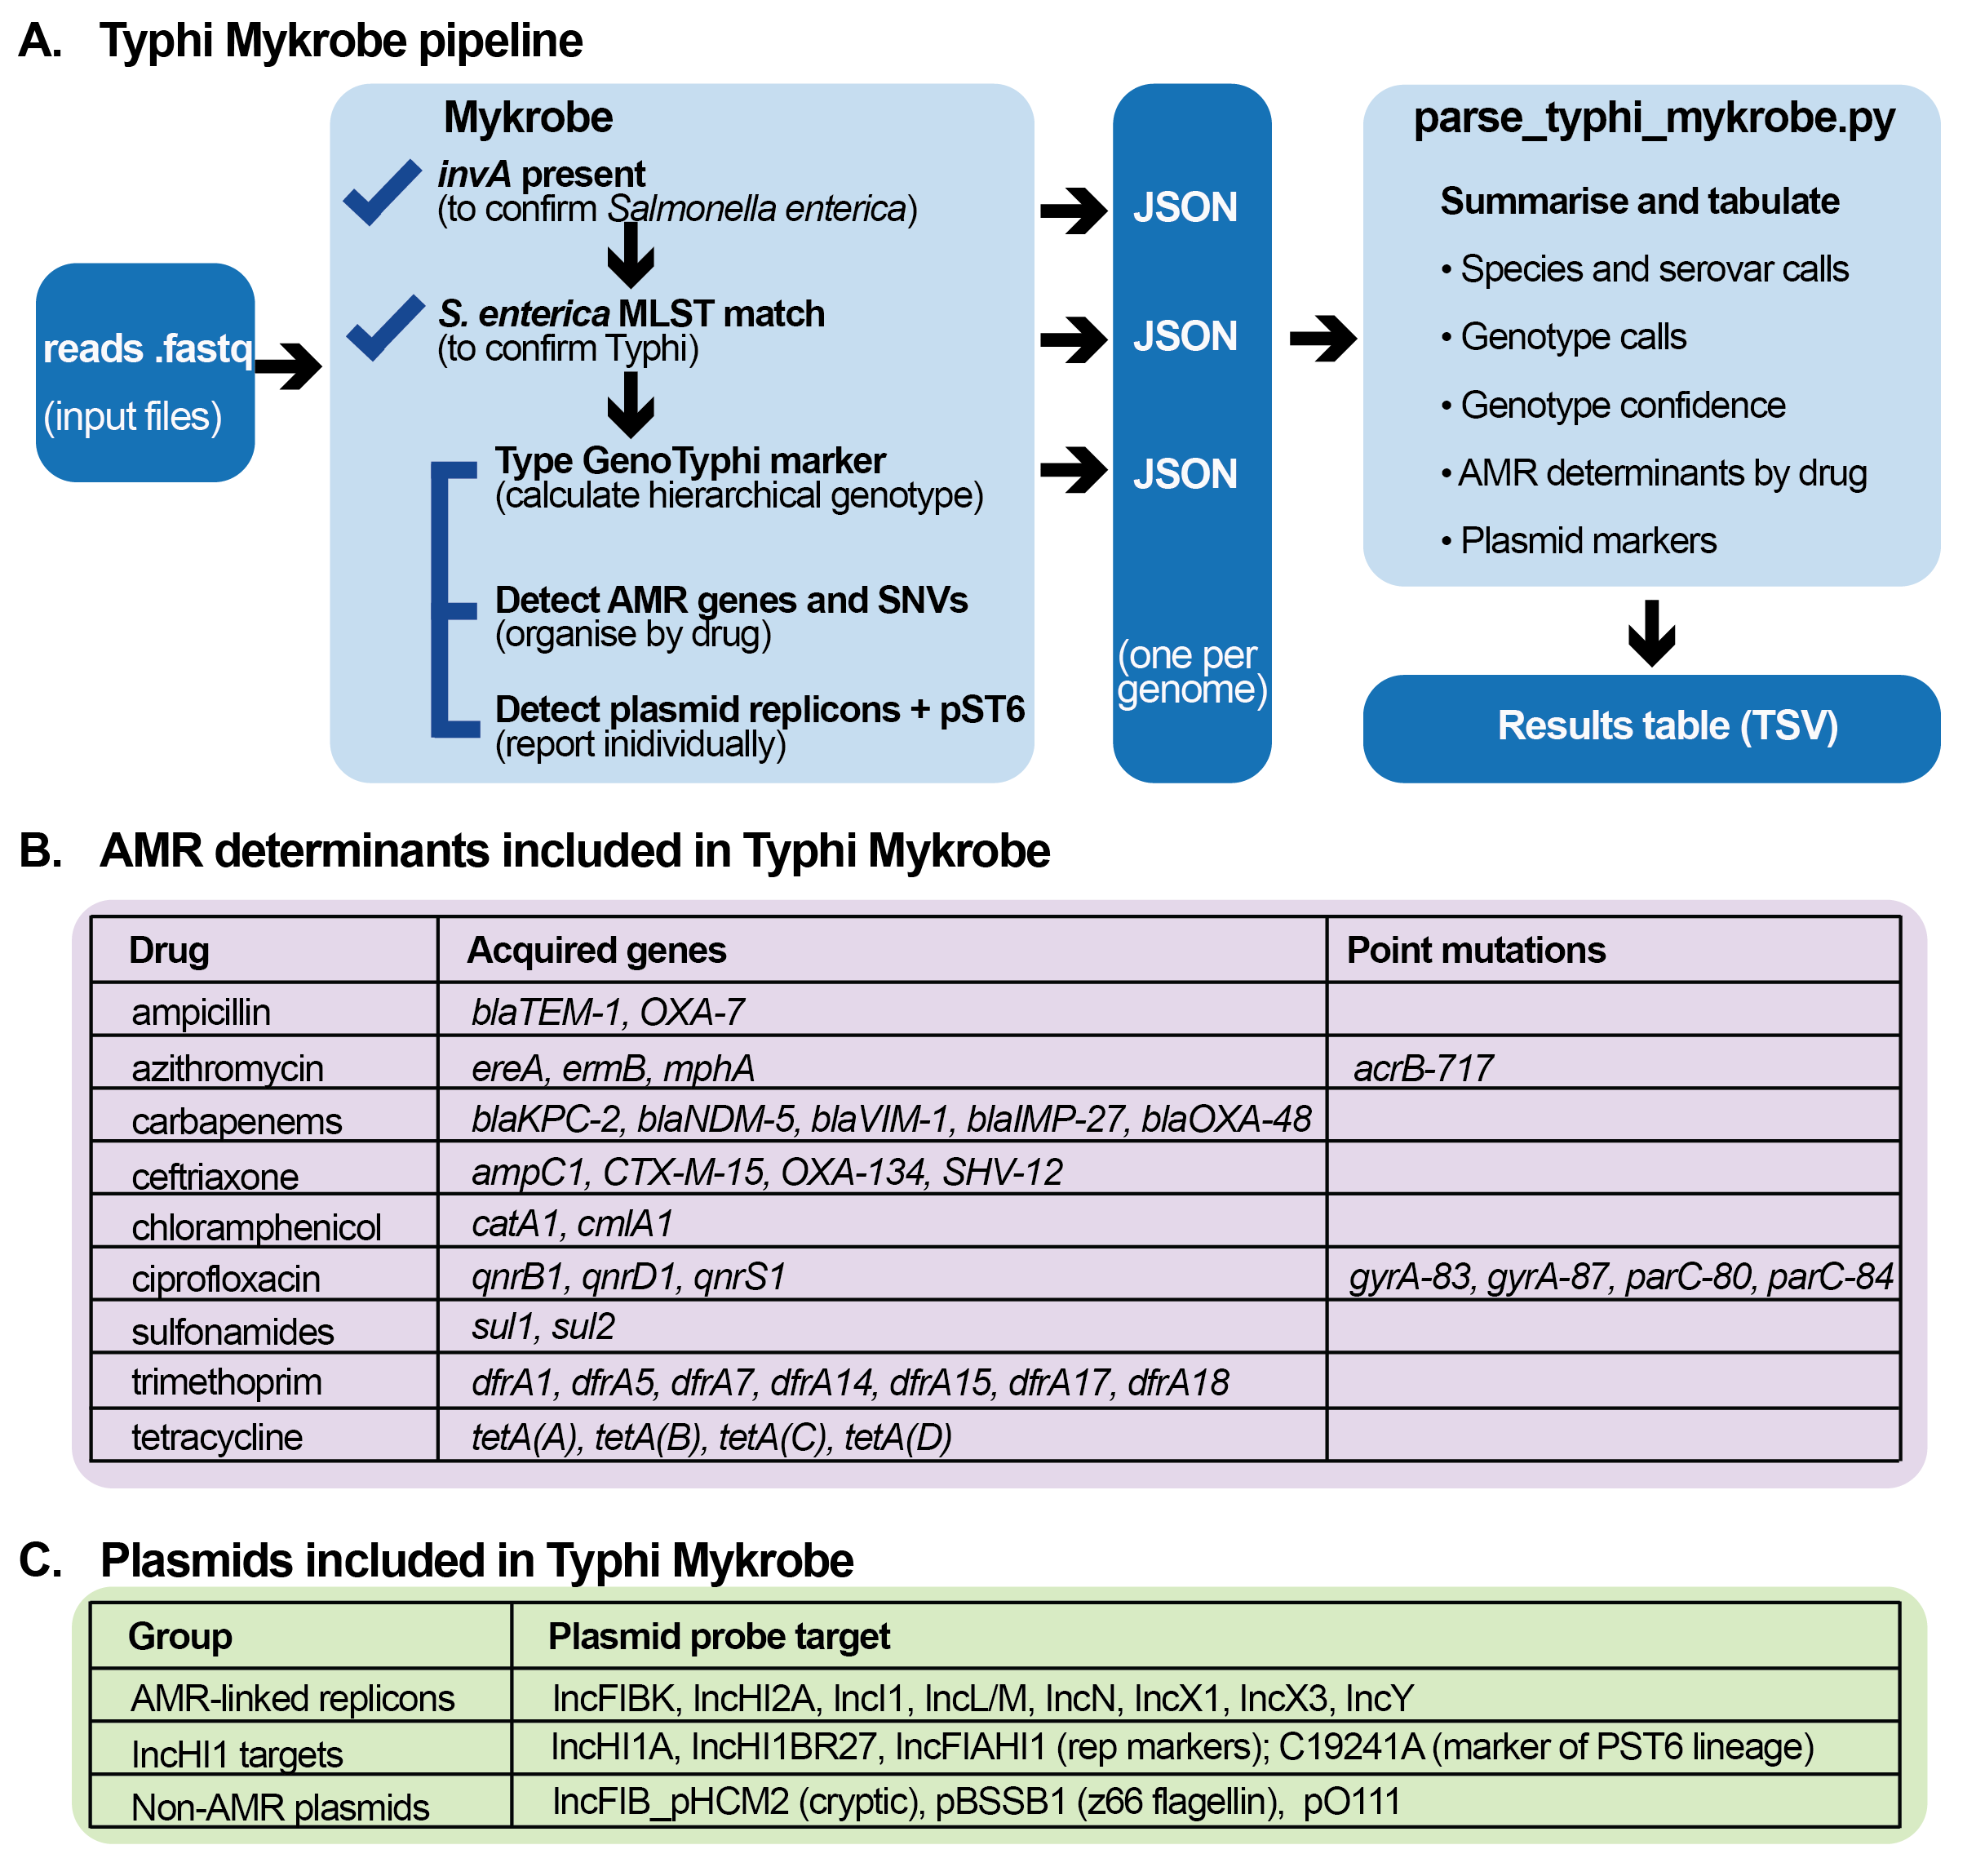 A. Typhi Mykrobe pipeline
reads .fastq
(input files)
Mykrobe
invA present
(to confirm Salmonella enterica)
S. enterica MLST match
(to confirm Typhi)
Type GenoTyphi marker
(calculate hierarchical genotype)
Detect AMR genes and SNVs
(organise by drug)
Detect plasmid replicons + pST6
(report inidividually)
JSON
JSON
JSON
(one per
genome)
parse_typhi_mykrobe.py
Summarise and tabulate
• Species and serovar calls
• Genotype calls
• Genotype confidence
• AMR determinants by drug
• Plasmid markers
Results table (TSV)
B. AMR determinants included in Typhi Mykrobe
Drug Acquired genes Point mutations
ampicillin blaTEM-1, OXA-7
azithromycin ereA, ermB, mphA acrB-717
carbapenems blaKPC-2, blaNDM-5, blaVIM-1, blaIMP-27, blaOXA-48
ceftriaxone ampC1, CTX-M-15, OXA-134, SHV-12
chloramphenicol catA1, cmlA1
ciprofloxacin qnrB1, qnrD1, qnrS1 gyrA-83, gyrA-87, parC-80, parC-84
sulfonamides sul1, sul2
trimethoprim dfrA1, dfrA5, dfrA7, dfrA14, dfrA15, dfrA17, dfrA18
tetracycline tetA(A), tetA(B), tetA(C), tetA(D)
C. Plasmids included in Typhi Mykrobe
Group Plasmid probe target
AMR-linked replicons IncFIBK, IncHI2A, IncI1, IncL/M, IncN, IncX1, IncX3, IncY
IncHI1 targets IncHI1A, IncHI1BR27, IncFIAHI1 (rep markers); C19241A (marker of PST6 lineage)
Non-AMR plasmids IncFIB_pHCM2 (cryptic), pBSSB1 (z66 flagellin), pO111